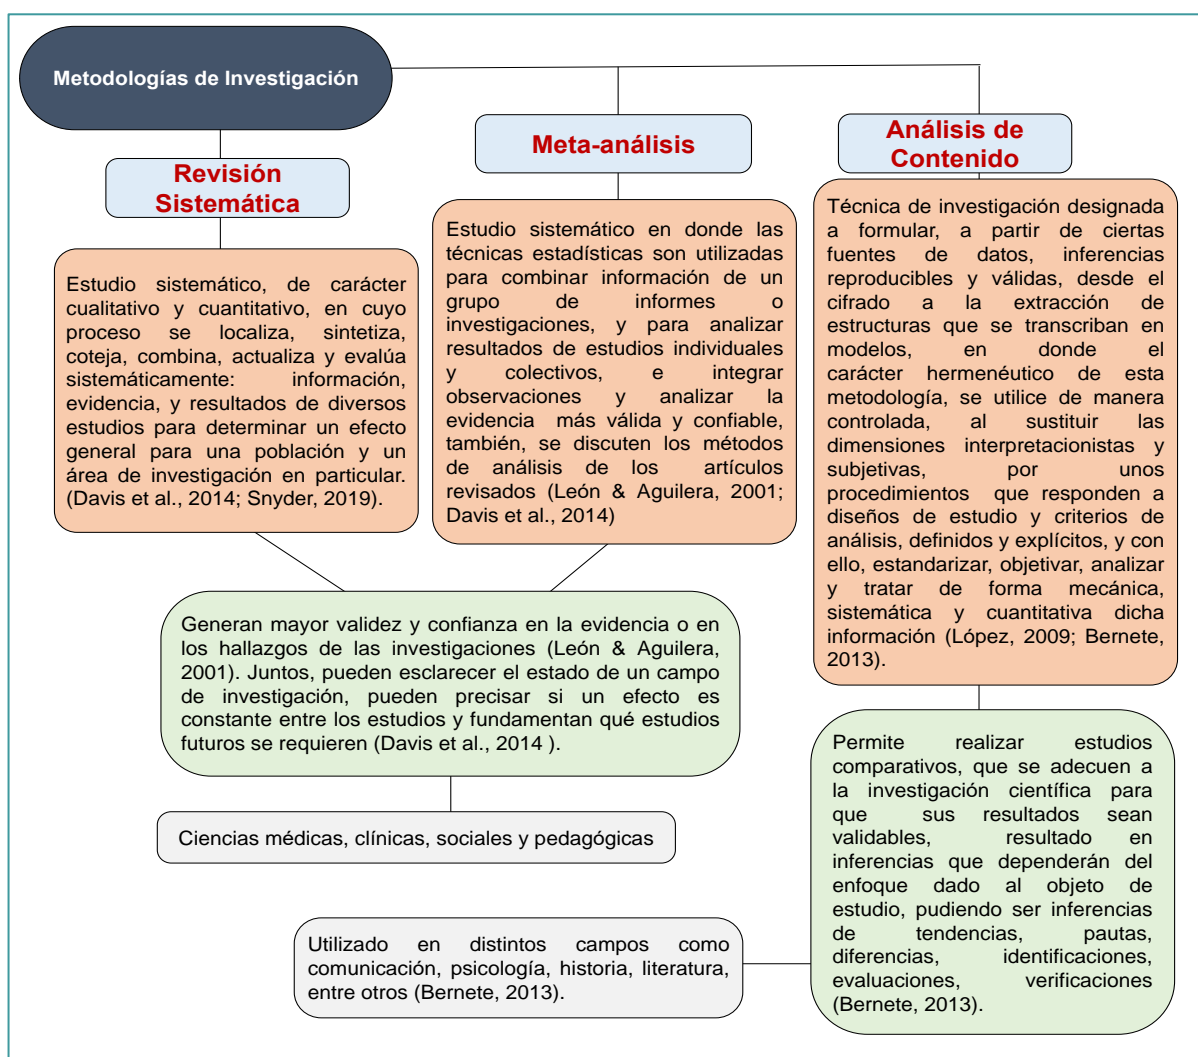 Metodologías de Investigación
Revisión
Sistemática
Estudio sistemático, de carácter
cualitativo y cuantitativo, en cuyo
proceso se localiza, sintetiza,
coteja, combina, actualiza y evalúa
sistemáticamente: información,
evidencia, y resultados de diversos
estudios para determinar un efecto
general para una población y un
área de investigación en particular.
(Davis et al., 2014; Snyder, 2019).
Meta-análisis
Estudio sistemático en donde las
técnicas estadísticas son utilizadas
para combinar información de un
grupo de informes o
investigaciones, y para analizar
resultados de estudios individuales
y colectivos, e integrar
observaciones y analizar la
evidencia más válida y confiable,
también, se discuten los métodos
de análisis de los artículos
revisados (León & Aguilera, 2001;
Davis et al., 2014)
Generan mayor validez y confianza en la evidencia o en
los hallazgos de las investigaciones (León & Aguilera,
2001). Juntos, pueden esclarecer el estado de un campo
de investigación, pueden precisar si un efecto es
constante entre los estudios y fundamentan qué estudios
futuros se requieren (Davis et al., 2014 ).
Ciencias médicas, clínicas, sociales y pedagógicas
Análisis de
Contenido
Técnica de investigación designada
a formular, a partir de ciertas
fuentes de datos, inferencias
reproducibles y válidas, desde el
cifrado a la extracción de
estructuras que se transcriban en
modelos, en donde el
carácter hermenéutico de esta
metodología, se utilice de manera
controlada, al sustituir las
dimensiones interpretacionistas y
subjetivas, por unos
procedimientos que responden a
diseños de estudio y criterios de
análisis, definidos y explícitos, y con
ello, estandarizar, objetivar, analizar
y tratar de forma mecánica,
sistemática y cuantitativa dicha
información (López, 2009; Bernete,
2013).
Permite realizar estudios
comparativos, que se adecuen a
la investigación científica para
que sus resultados sean
validables, resultado en
inferencias que dependerán del
enfoque dado al objeto de
estudio, pudiendo ser inferencias
de tendencias, pautas,
diferencias, identificaciones,
evaluaciones, verificaciones
(Bernete, 2013).
Utilizado en distintos campos como
comunicación, psicología, historia, literatura,
entre otros (Bernete, 2013).